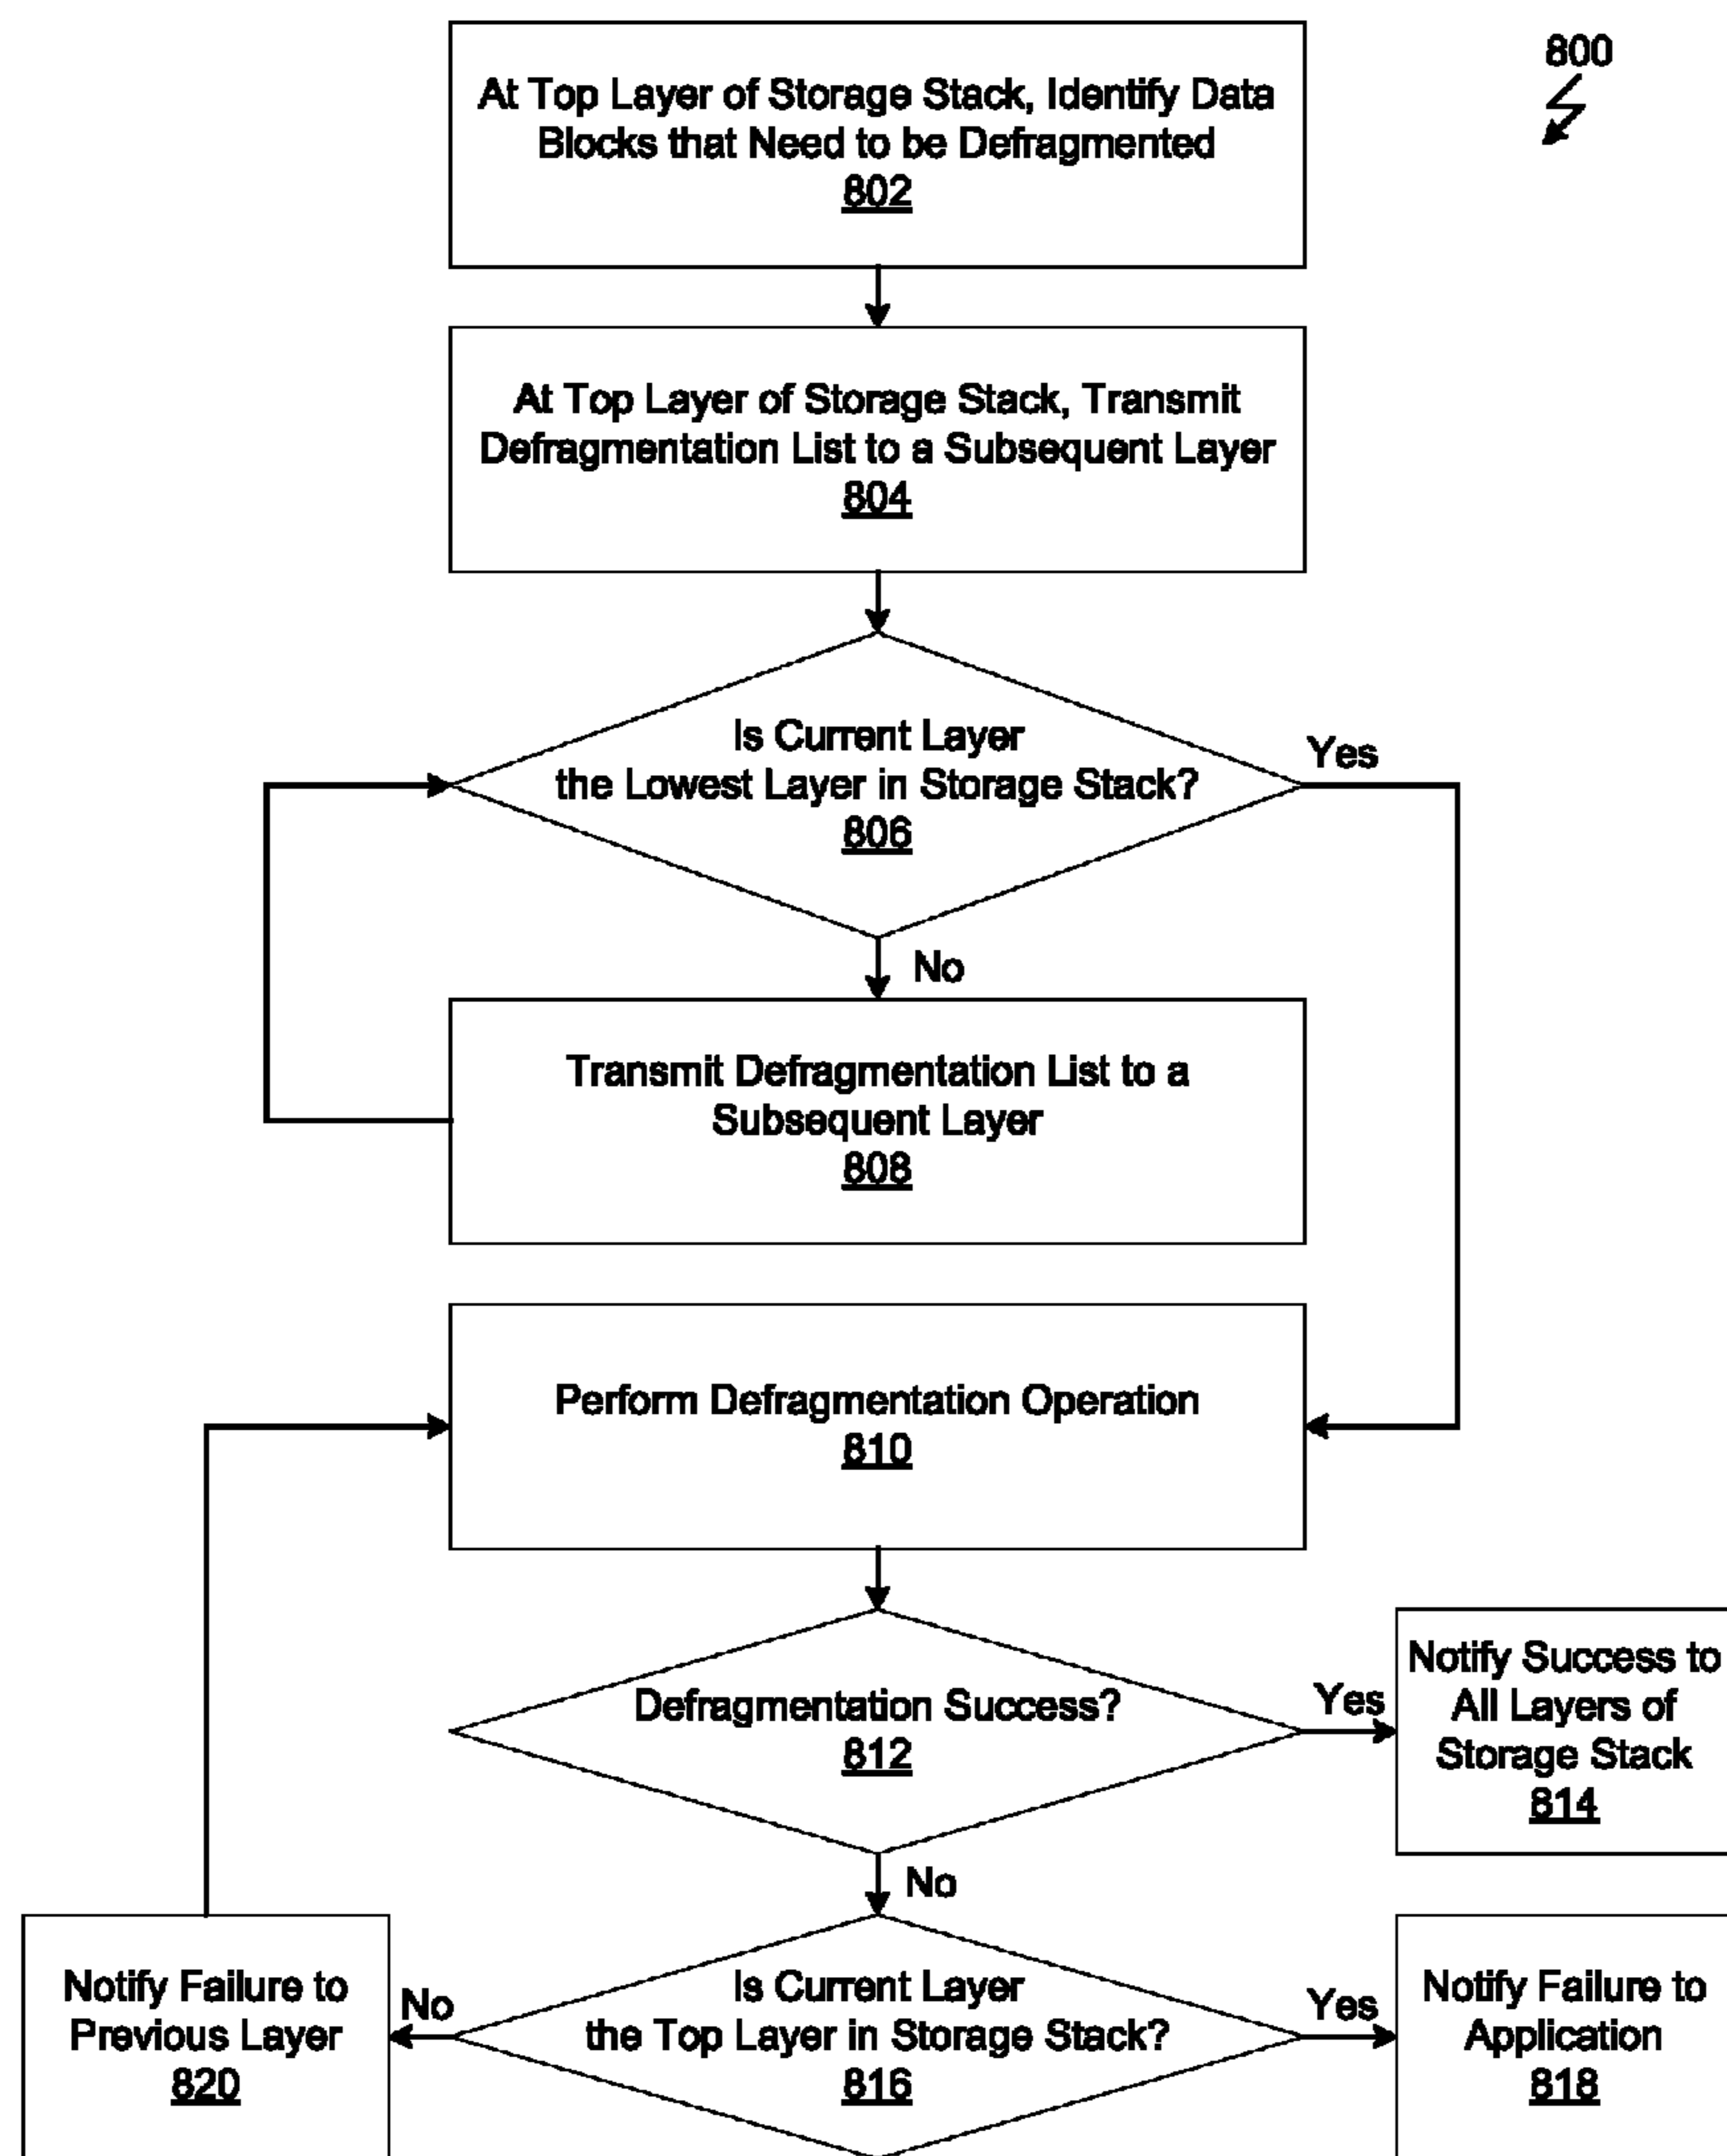 800
At Top Layer of Storage Stack, Identify Data
Blocks that Need to be Defragmented
802
At Top Layer of Storage Stack, Transmit
Defragmentation List to a Subsequent Layer
804
Is Current Layer
the Lowest Layer in Storage Stack?
806
Yes
No
Transmit Defragmentation List to a
Subsequent Layer
808
Perform Defragmentation Operation
810
Defragmentation Success?
812
Yes
Notify Success to
All Layers of
Storage Stack
814
No
Is Current Layer
the Top Layer in Storage Stack?
816
Yes
Notify Failure to
Application
818
No
Notify Failure to
Previous Layer
820